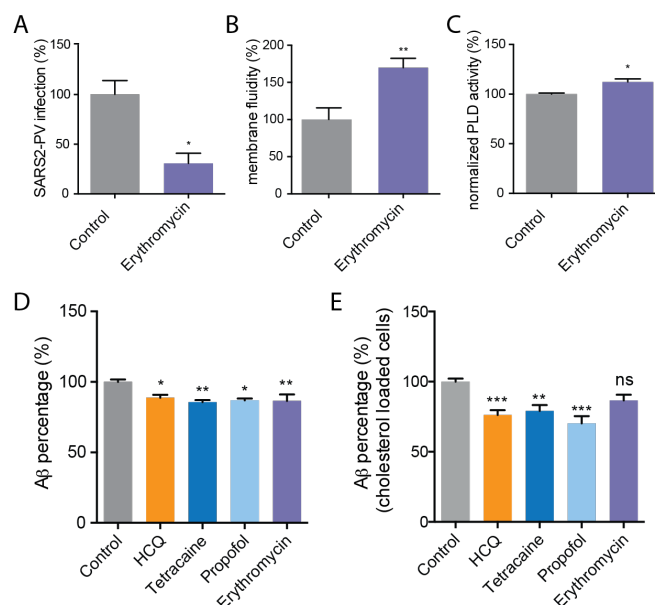 A
SARS2-PV infection (%)
150
100
50
0
*
Control
Erythromycin
B
membrane fluidity (%)
200
150
100
50
0
**
Control
Erythromycin
C
normalized PLD activity (%)
150
100
50
0
*
Control
Erythromycin
D
Aβ percentage (%)
150
100
50
0
*
**
*
**
Control
HCQ
Tetracaine
Propofol
Erythromycin
E
Aβ percentage (%)
(cholesterol loaded cells)
150
100
50
0
***
**
***
ns
Control
HCQ
Tetracaine
Propofol
Erythromycin